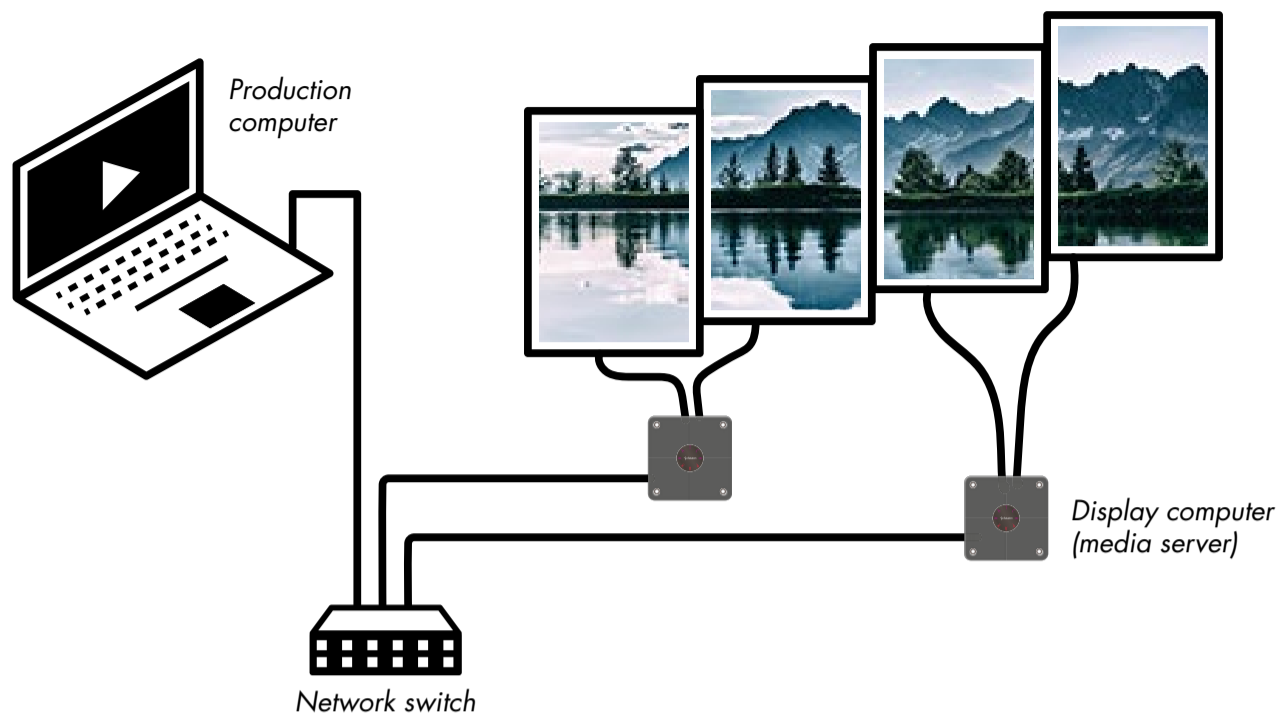 Production
computer
Display computer
(media server)
Network switch